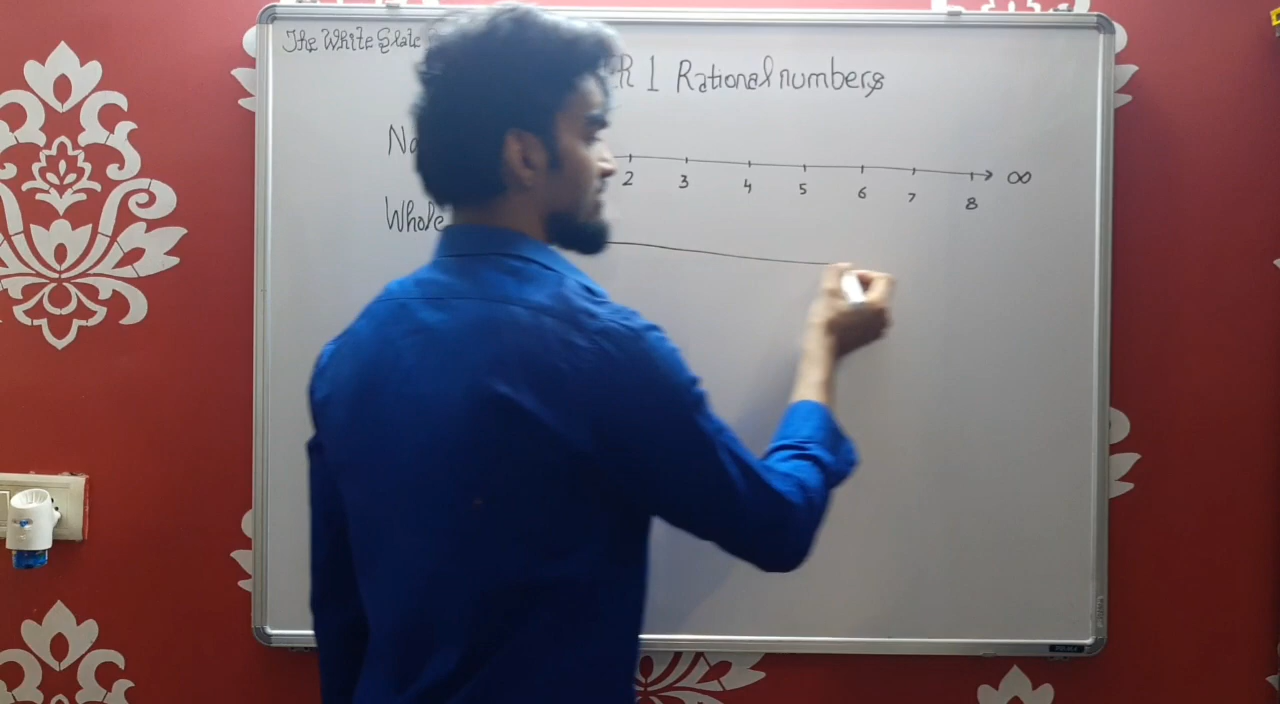 The White Slate
R 1 Rational numbers
Na
2 3 4 5 6 7 8 ∞
Whole